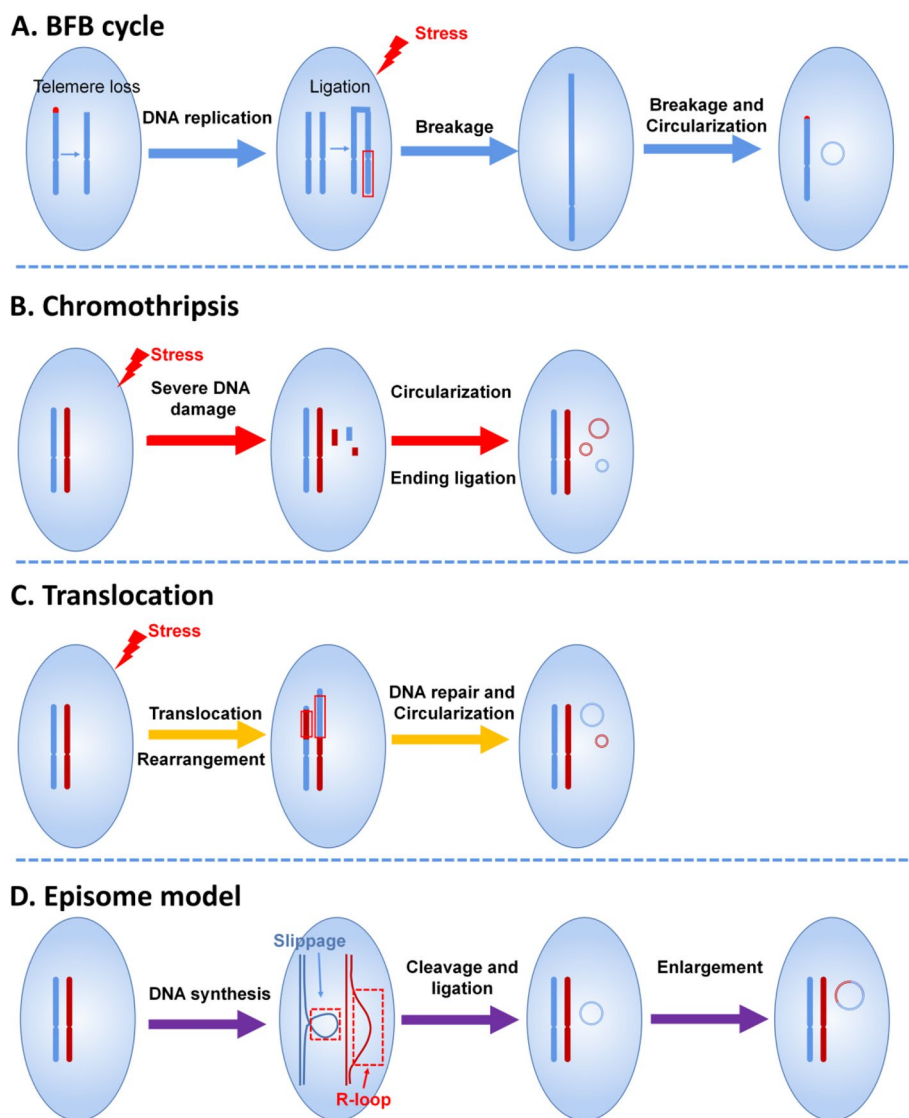 A. BFB cycle
Stress
Telemere loss
DNA replication
Ligation
Breakage
Breakage and
Circularization
B. Chromothripsis
Stress
Severe DNA
damage
Circularization
Ending ligation
C. Translocation
Stress
Translocation
Rearrangement
DNA repair and
Circularization
D. Episome model
DNA synthesis
Slippage
R-loop
Cleavage and
ligation
Enlargement